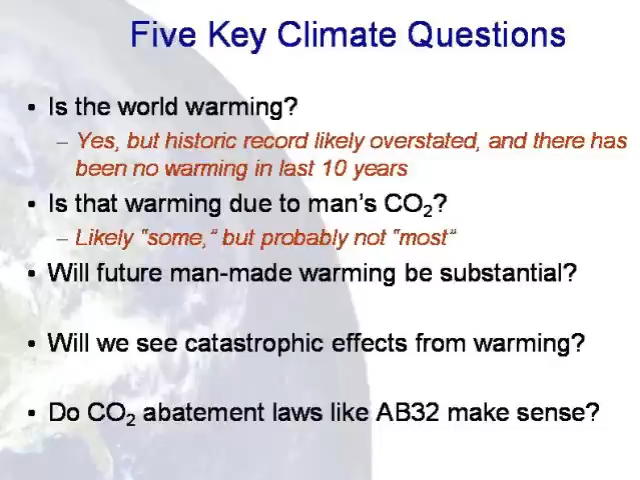 Five Key Climate Questions
• Is the world warming?
– Yes, but historic record likely overstated, and there has
been no warming in last 10 years
• Is that warming due to man's CO₂?
– Likely "some," but probably not "most"
• Will future man-made warming be substantial?
• Will we see catastrophic effects from warming?
• Do CO₂ abatement laws like AB32 make sense?